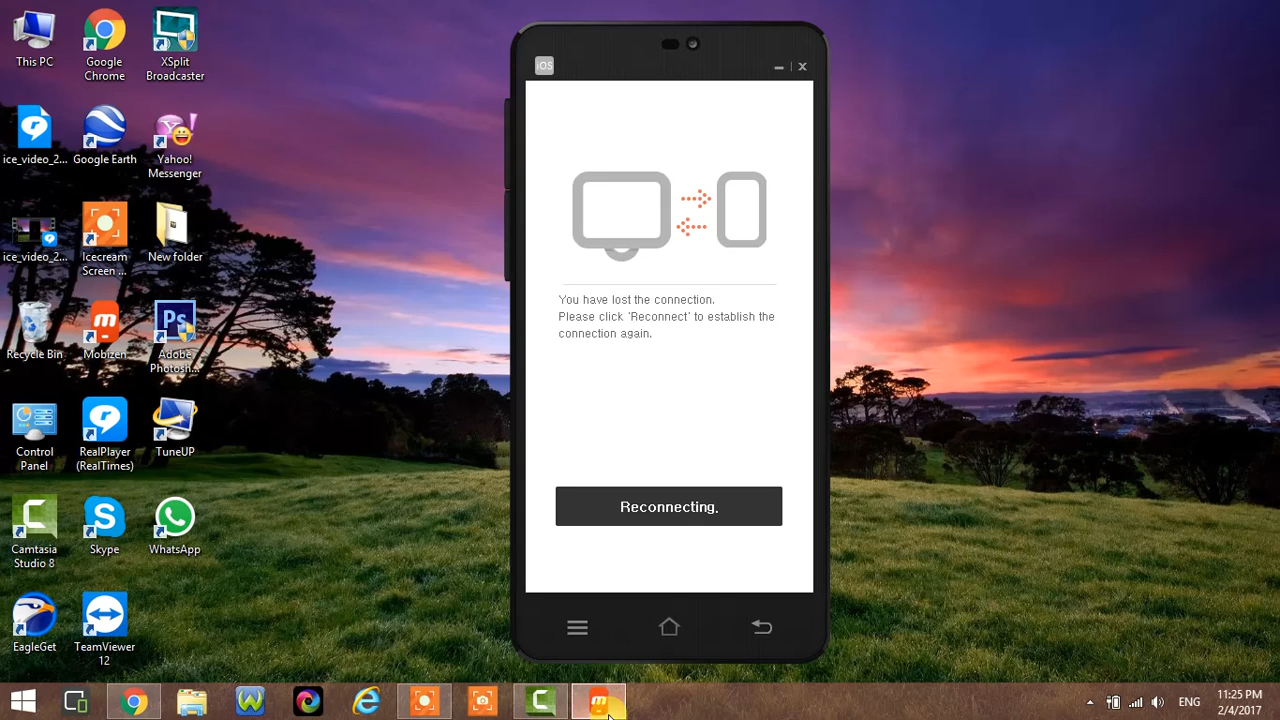 This PC
Google
Chrome
XSplit
Broadcaster
ice_video_2...
Google Earth
Yahoo!
Messenger
ice_video_2...
Icecream
Screen ...
New folder
Recycle Bin
m
Mobizen
Ps
Adobe
Photosh...
Control
Panel
RealPlayer
(RealTimes)
TuneUP
Camtasia
Studio 8
Skype
WhatsApp
EagleGet
TeamViewer
12
iOS
You have lost the connection.
Please click 'Reconnect' to establish the
connection again.
Reconnecting.
m
ENG
11:25 PM
2/4/2017